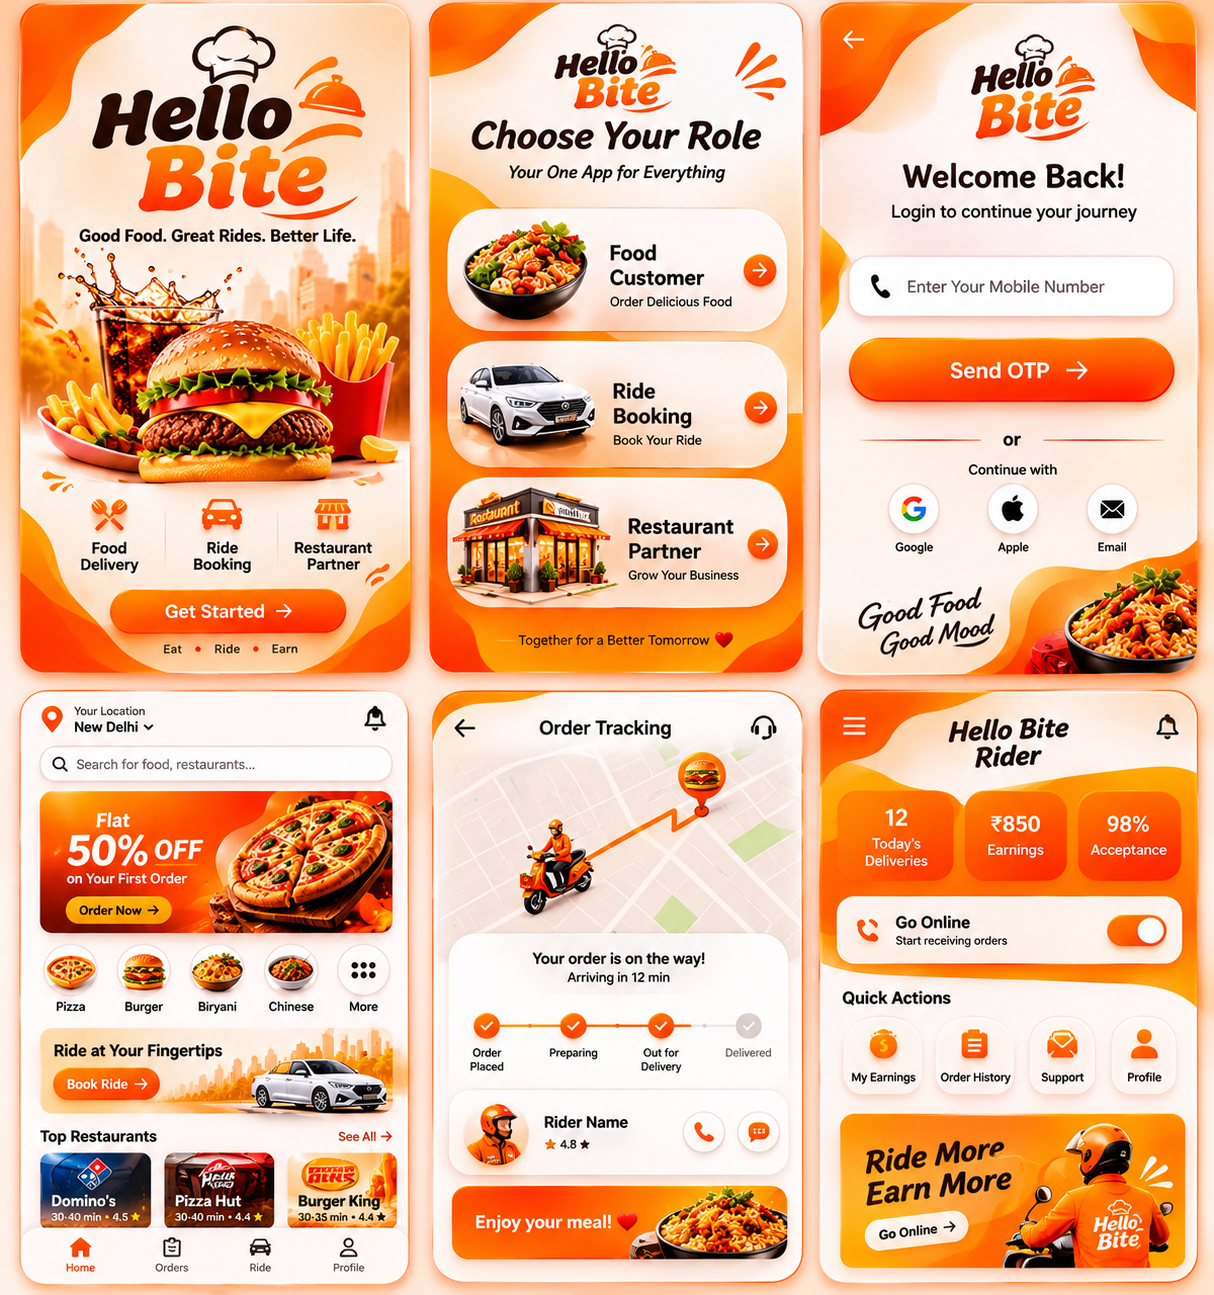 Hello
Bite
Good Food. Great Rides. Better Life.
Food
Delivery
Ride
Booking
Restaurant
Partner
Get Started →
Eat • Ride • Earn
Hello
Bite
Choose Your Role
Your One App for Everything
Food
Customer
Order Delicious Food
Ride
Booking
Book Your Ride
Restaurant
Restaurant
Partner
Grow Your Business
Together for a Better Tomorrow
Hello
Bite
Welcome Back!
Login to continue your journey
Enter Your Mobile Number
Send OTP →
or
Continue with
Google
Apple
Email
Good Food
Good Mood
Your Location
New Delhi
Search for food, restaurants...
Flat
50% OFF
on Your First Order
Order Now →
Pizza
Burger
Biryani
Chinese
More
Ride at Your Fingertips
Book Ride →
Top Restaurants
See All →
Domino's
30-40 min • 4.5 ★
Pizza Hut
30-40 min • 4.4 ★
Burger King
30-35 min • 4.4 ★
Home
Orders
Ride
Profile
Order Tracking
Your order is on the way!
Arriving in 12 min
Order
Placed
Preparing
Out for
Delivery
Delivered
Rider Name
★ 4.8 ★
Enjoy your meal!
Hello Bite
Rider
12
Today's
Deliveries
₹850
Earnings
98%
Acceptance
Go Online
Start receiving orders
Quick Actions
My Earnings
Order History
Support
Profile
Ride More
Earn More
Go Online →
Hello
Bite